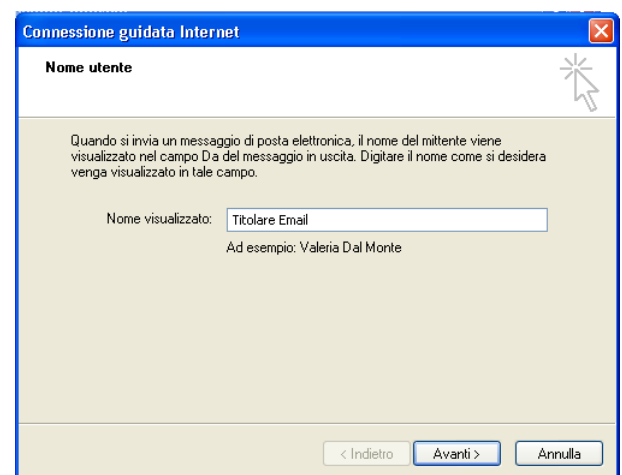 Connessione guidata Internet
Nome utente
Quando si invia un messaggio di posta elettronica, il nome del mittente viene
visualizzato nel campo Da del messaggio in uscita. Digitare il nome come si desidera
venga visualizzato in tale campo.
Nome visualizzato: Titolare Email
Ad esempio: Valeria Dal Monte
< Indietro Avanti > Annulla